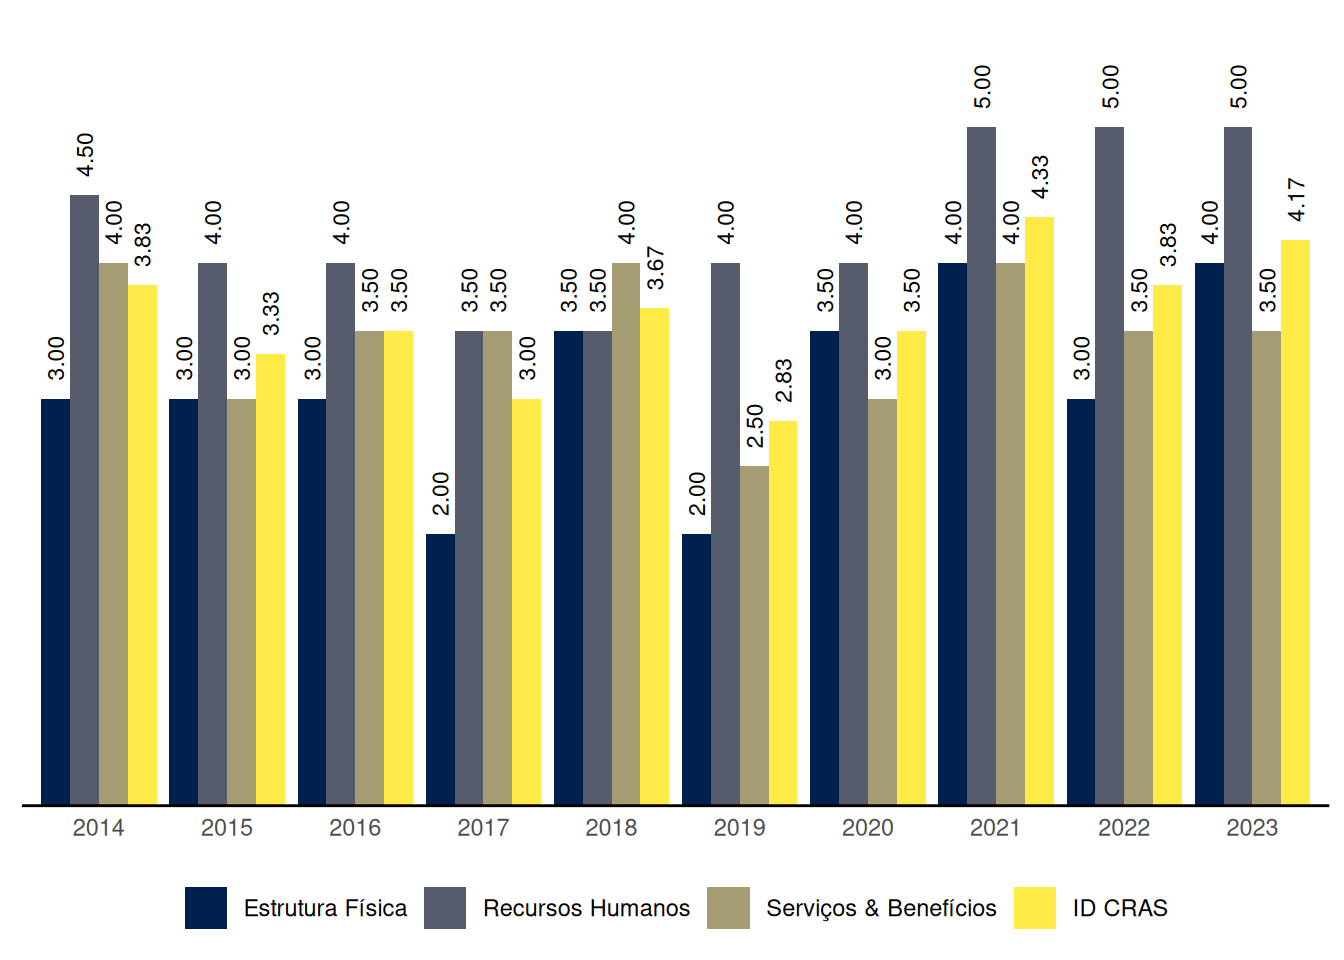 3.00 4.50 4.00 3.83 3.00 4.00 3.00 3.33 3.00 4.00 3.50 3.50 2.00 3.50 3.50 3.00 3.50 3.50 4.00 3.67 2.00 4.00 2.50 2.83 3.50 4.00 3.00 3.50 4.00 5.00 4.00 4.33 3.00 5.00 3.50 3.83 4.00 5.00 3.50 4.17
2014 2015 2016 2017 2018 2019 2020 2021 2022 2023
Estrutura Física Recursos Humanos Serviços & Benefícios ID CRAS